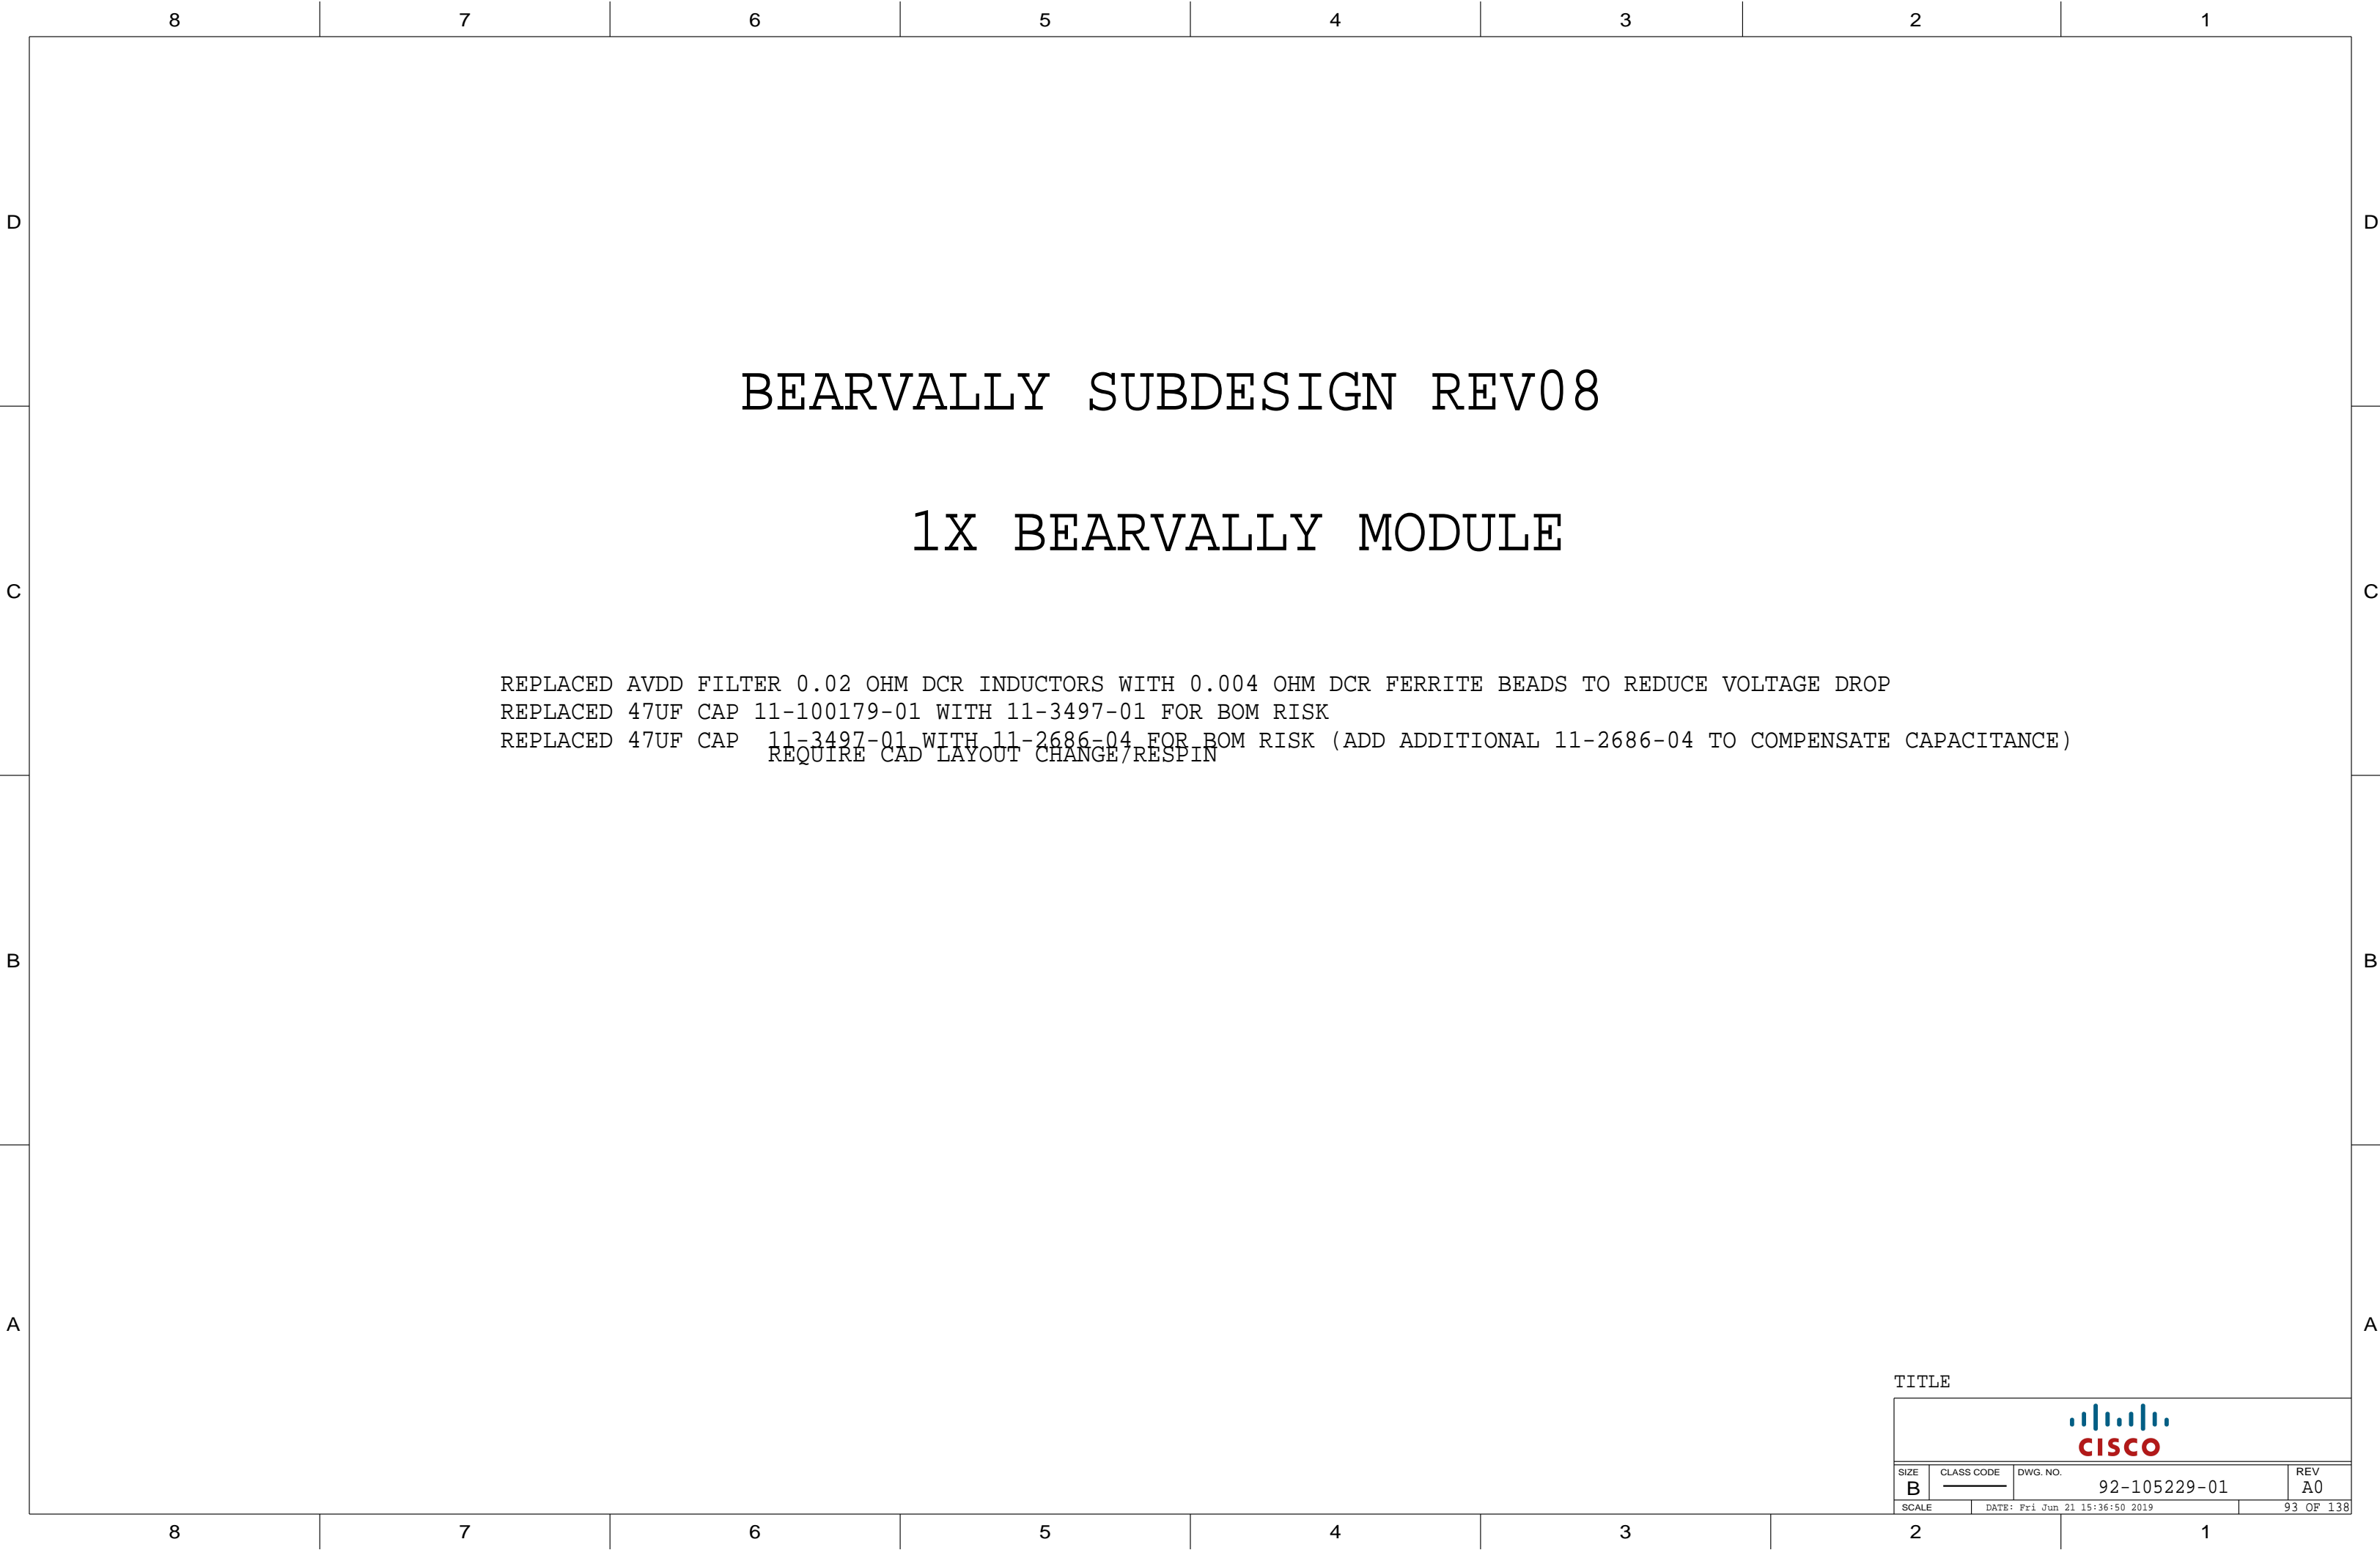 8 7 6 5 4 3 2 1
D D
BEARVALLY SUBDESIGN REV08
1X BEARVALLY MODULE
C C
REPLACED AVDD FILTER 0.02 OHM DCR INDUCTORS WITH 0.004 OHM DCR FERRITE BEADS TO REDUCE VOLTAGE DROP
REPLACED 47UF CAP 11-100179-01 WITH 11-3497-01 FOR BOM RISK
REPLACED 47UF CAP 11-3497-01 WITH 11-2686-04 FOR BOM RISK (ADD ADDITIONAL 11-2686-04 TO COMPENSATE CAPACITANCE)
REQUIRE CAD LAYOUT CHANGE/RESPIN
B B
A A
TITLE
CISCO
SIZE CLASS CODE DWG. NO. REV
B 92-105229-01 A0
SCALE DATE: Fri Jun 21 15:36:50 2019 93 OF 138
8 7 6 5 4 3 2 1